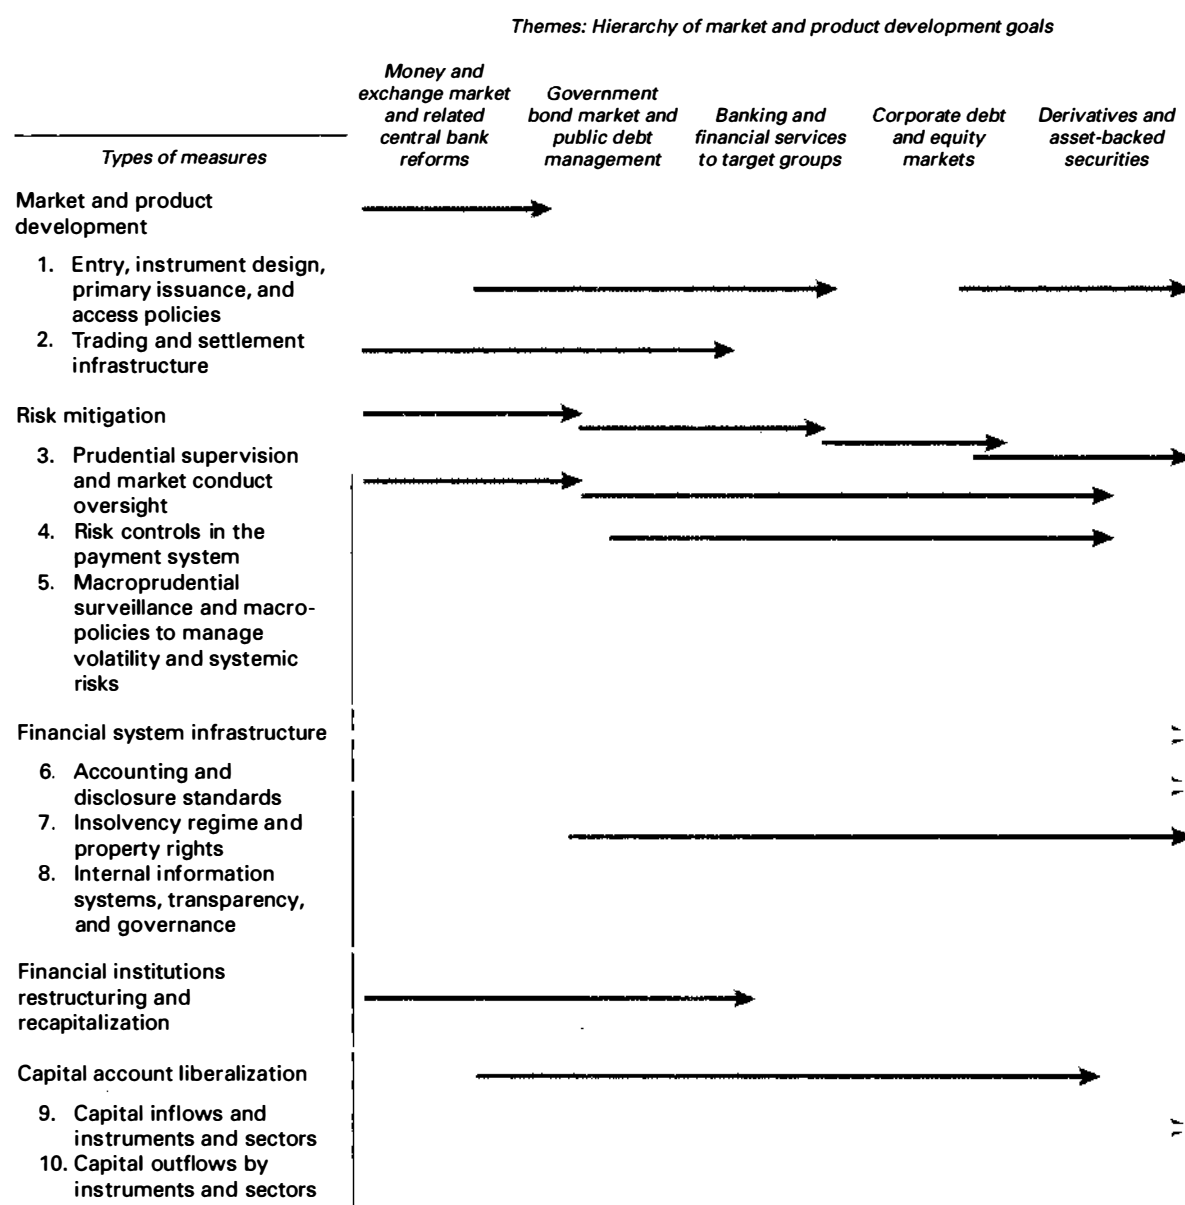 Themes: Hierarchy of market and product development goals
Types of measures
Money and
exchange market
and related
central bank
reforms
Government
bond market and
public debt
management
Banking and
financial services
to target groups
Corporate debt
and equity
markets
Derivatives and
asset-backed
securities
Market and product
development
1. Entry, instrument design,
primary issuance, and
access policies
2. Trading and settlement
infrastructure
Risk mitigation
3. Prudential supervision
and market conduct
oversight
4. Risk controls in the
payment system
5. Macroprudential
surveillance and macro-
policies to manage
volatility and systemic
risks
Financial system infrastructure
6. Accounting and
disclosure standards
7. Insolvency regime and
property rights
8. Internal information
systems, transparency,
and governance
Financial institutions
restructuring and
recapitalization
Capital account liberalization
9. Capital inflows and
instruments and sectors
10. Capital outflows by
instruments and sectors